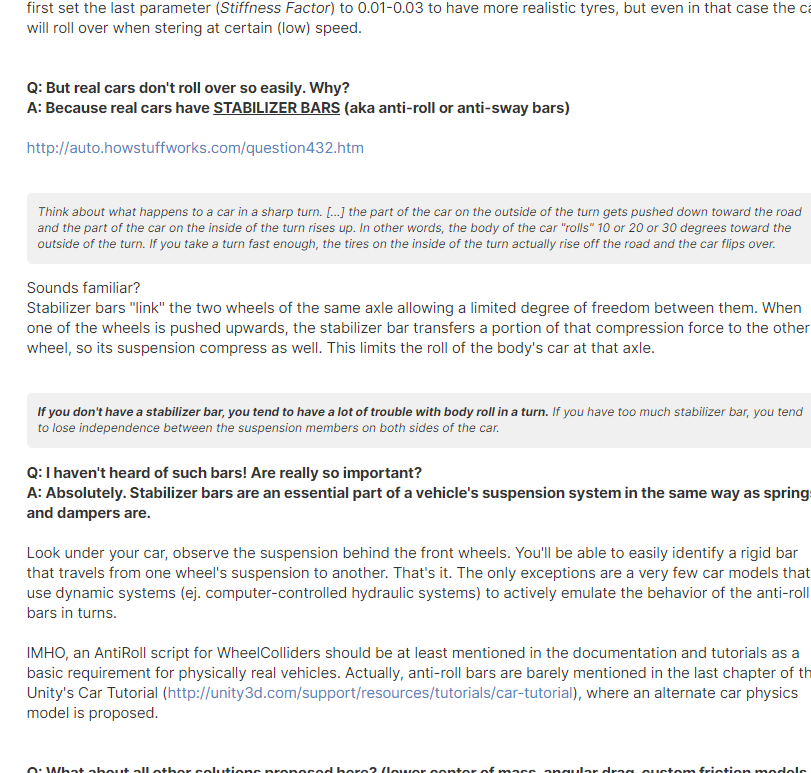 first set the last parameter (Stiffness Factor) to 0.01-0.03 to have more realistic tyres, but even in that case the
will roll over when stering at certain (low) speed.
Q: But real cars don't roll over so easily. Why?
A: Because real cars have STABILIZER BARS (aka anti-roll or anti-sway bars)
http://auto.howstuffworks.com/question432.htm
Think about what happens to a car in a sharp turn. [...] the part of the car on the outside of the turn gets pushed down toward the road
and the part of the car on the inside of the turn rises up. In other words, the body of the car "rolls" 10 or 20 or 30 degrees toward the
outside of the turn. If you take a turn fast enough, the tires on the inside of the turn actually rise off the road and the car flips over.
Sounds familiar?
Stabilizer bars "link" the two wheels of the same axle allowing a limited degree of freedom between them. When
one of the wheels is pushed upwards, the stabilizer bar transfers a portion of that compression force to the other
wheel, so its suspension compress as well. This limits the roll of the body's car at that axle.
If you don't have a stabilizer bar, you tend to have a lot of trouble with body roll in a turn. If you have too much stabilizer bar, you tend
to lose independence between the suspension members on both sides of the car.
Q: I haven't heard of such bars! Are really so important?
A: Absolutely. Stabilizer bars are an essential part of a vehicle's suspension system in the same way as springs
and dampers are.
Look under your car, observe the suspension behind the front wheels. You'll be able to easily identify a rigid bar
that travels from one wheel's suspension to another. That's it. The only exceptions are a very few car models that
use dynamic systems (ej. computer-controlled hydraulic systems) to actively emulate the behavior of the anti-roll
bars in turns.
IMHO, an AntiRoll script for WheelColliders should be at least mentioned in the documentation and tutorials as a
basic requirement for physically real vehicles. Actually, anti-roll bars are barely mentioned in the last chapter of
Unity's Car Tutorial (http://unity3d.com/support/resources/tutorials/car-tutorial), where an alternate car physics
model is proposed.
Q: What about all other solutions proposed here? (lower center of mass, angular drag, custom friction models,